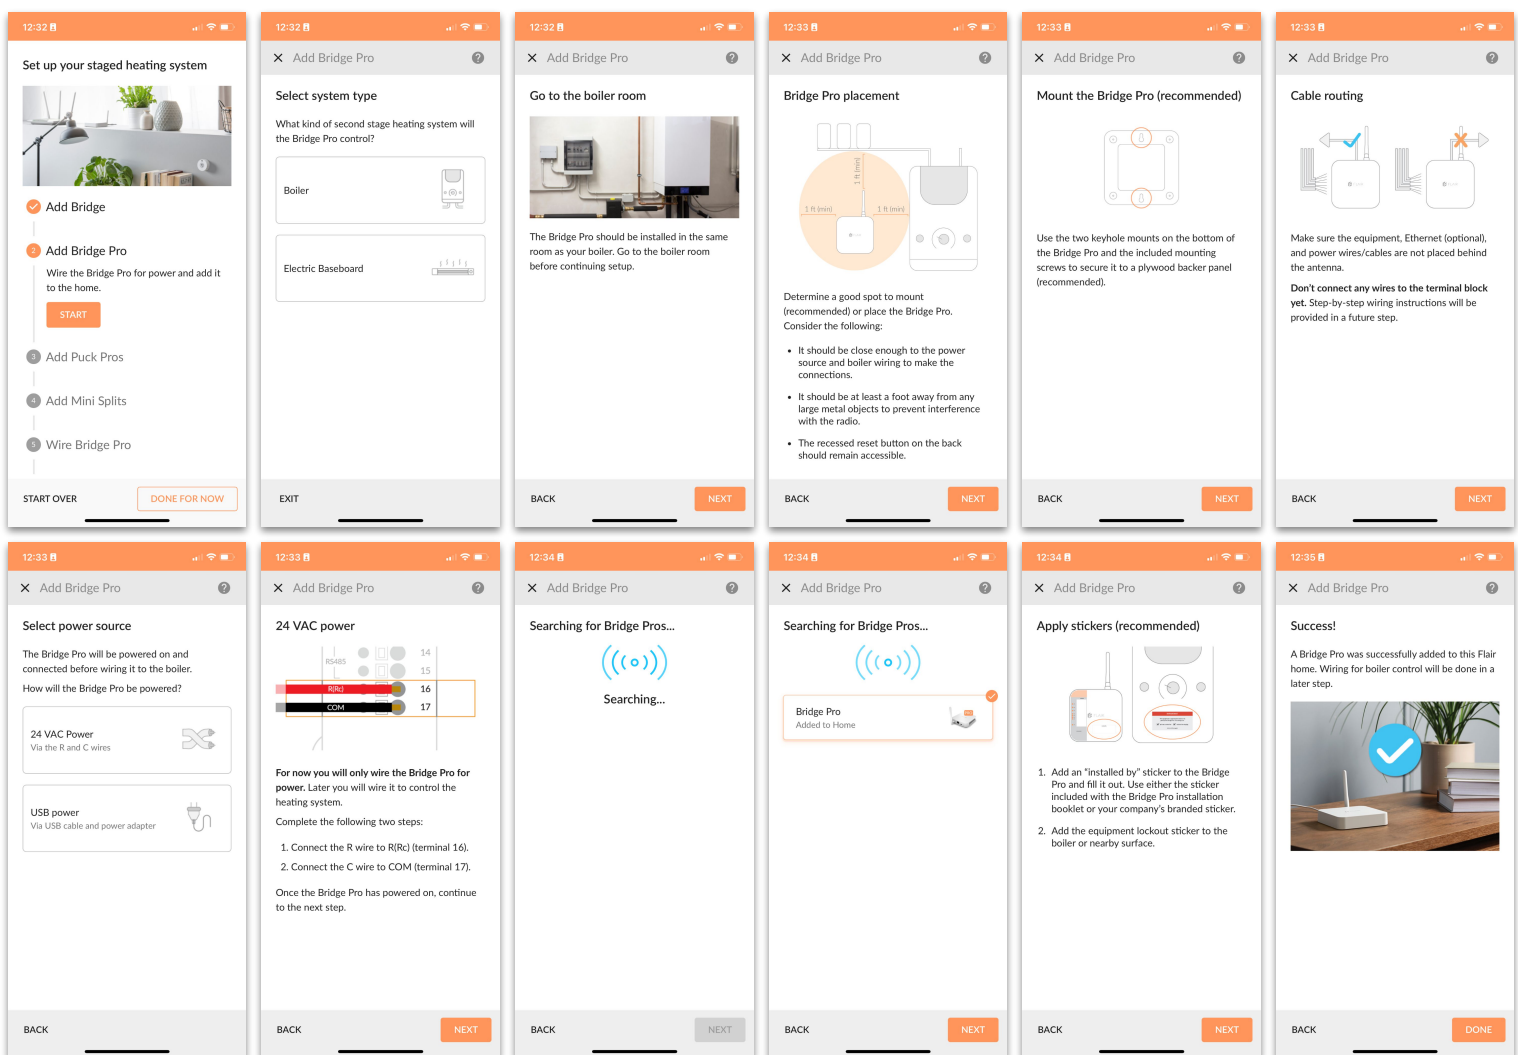 12:32
Set up your staged heating system
Add Bridge
2
Add Bridge Pro
Wire the Bridge Pro for power and add it
to the home.
START
3
Add Puck Pros
4
Add Mini Splits
5
Wire Bridge Pro
START OVER
DONE FOR NOW
12:32
Add Bridge Pro
?
Select system type
What kind of second stage heating system will
the Bridge Pro control?
Boiler
Electric Baseboard
EXIT
12:32
Add Bridge Pro
?
Go to the boiler room
The Bridge Pro should be installed in the same
room as your boiler. Go to the boiler room
before continuing setup.
BACK
NEXT
12:33
Add Bridge Pro
?
Bridge Pro placement
1 ft (min)
1 ft (min)
1 ft (min)
Determine a good spot to mount
(recommended) or place the Bridge Pro.
Consider the following:
• It should be close enough to the power
source and boiler wiring to make the
connections.
• It should be at least a foot away from any
large metal objects to prevent interference
with the radio.
• The recessed reset button on the back
should remain accessible.
BACK
NEXT
12:33
Add Bridge Pro
?
Mount the Bridge Pro (recommended)
Use the two keyhole mounts on the bottom of
the Bridge Pro and the included mounting
screws to secure it to a plywood backer panel
(recommended).
BACK
NEXT
12:33
Add Bridge Pro
?
Cable routing
Make sure the equipment, Ethernet (optional),
and power wires/cables are not placed behind
the antenna.
Don't connect any wires to the terminal block
yet. Step-by-step wiring instructions will be
provided in a future step.
BACK
NEXT
12:33
Add Bridge Pro
?
Select power source
The Bridge Pro will be powered on and
connected before wiring it to the boiler.
How will the Bridge Pro be powered?
24 VAC Power
Via the R and C wires
USB power
Via USB cable and power adapter
BACK
12:33
Add Bridge Pro
?
24 VAC power
14
RS485
15
R(Rc)
16
COM
17
For now you will only wire the Bridge Pro for
power. Later you will wire it to control the
heating system.
Complete the following two steps:
1. Connect the R wire to R(Rc) (terminal 16).
2. Connect the C wire to COM (terminal 17).
Once the Bridge Pro has powered on, continue
to the next step.
BACK
NEXT
12:34
Add Bridge Pro
?
Searching for Bridge Pros...
Searching...
BACK
NEXT
12:34
Add Bridge Pro
?
Searching for Bridge Pros...
Bridge Pro
Added to Home
BACK
NEXT
12:34
Add Bridge Pro
?
Apply stickers (recommended)
1. Add an "installed by" sticker to the Bridge
Pro and fill it out. Use either the sticker
included with the Bridge Pro installation
booklet or your company's branded sticker.
2. Add the equipment lockout sticker to the
boiler or nearby surface.
BACK
NEXT
12:35
Add Bridge Pro
?
Success!
A Bridge Pro was successfully added to this Flair
home. Wiring for boiler control will be done in a
later step.
BACK
DONE